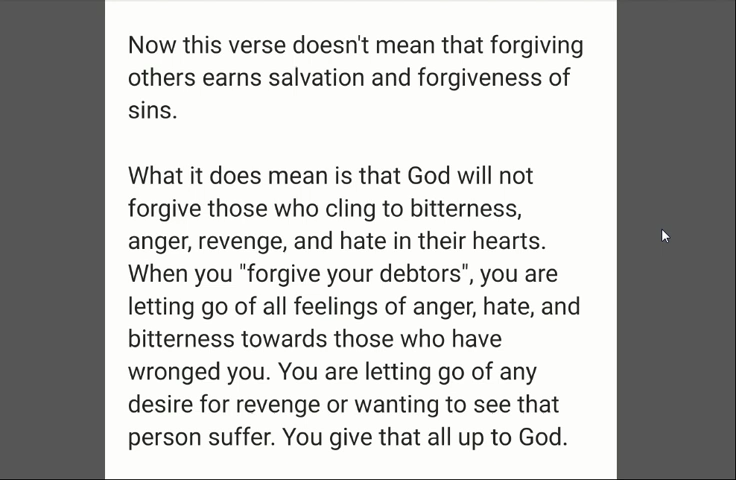 Now this verse doesn't mean that forgiving
others earns salvation and forgiveness of
sins.
What it does mean is that God will not
forgive those who cling to bitterness,
anger, revenge, and hate in their hearts.
When you "forgive your debtors", you are
letting go of all feelings of anger, hate, and
bitterness towards those who have
wronged you. You are letting go of any
desire for revenge or wanting to see that
person suffer. You give that all up to God.